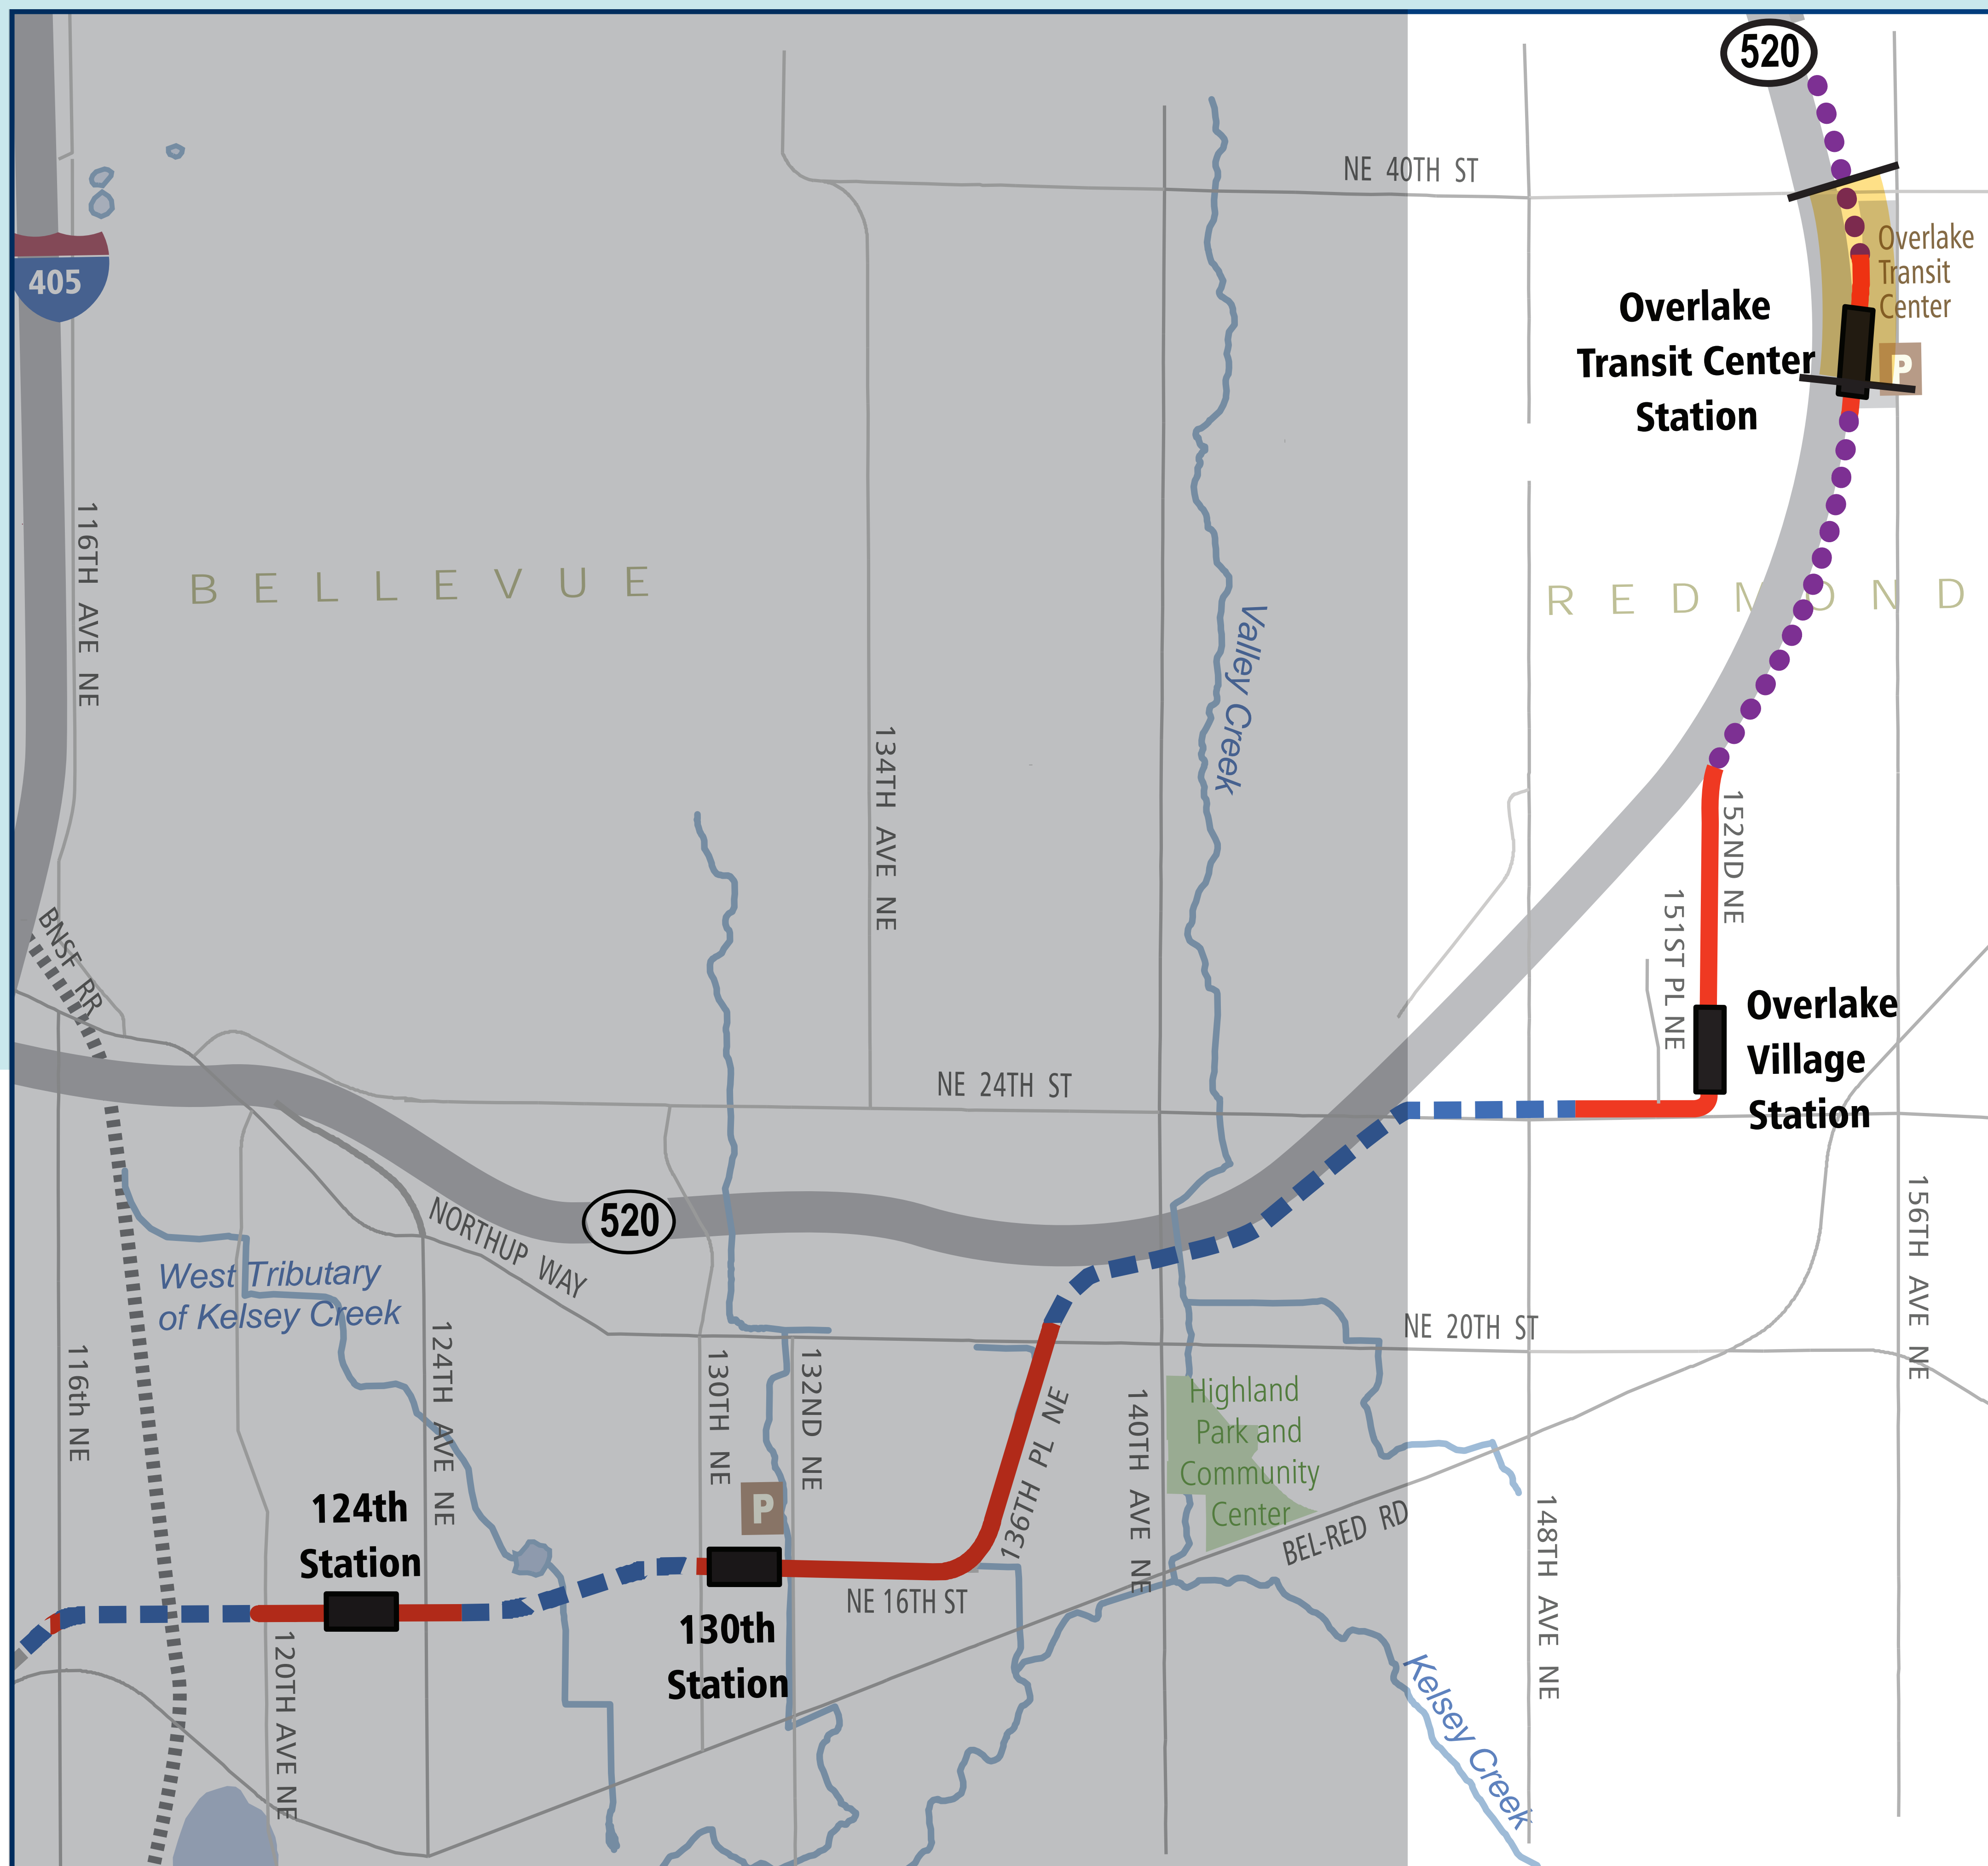 520
NE 40TH ST
Overlake
Transit
Center
405
Overlake
Transit Center
Station
P
116TH AVE NE
BELLEVUE
REDMOND
Valley Creek
134TH AVE NE
152ND NE
151ST PL NE
BNSF RR
Overlake
Village
Station
NE 24TH ST
520
NORTHUP WAY
156TH AVE NE
West Tributary
of Kelsey Creek
NE 20TH ST
116th NE
124TH AVE NE
130TH NE
132ND NE
136TH PL NE
140TH AVE NE
Highland
Park and
Community
Center
P
124th
Station
BEL-RED RD
148TH AVE NE
NE 16TH ST
130th
Station
120TH AVE NE
Kelsey Creek